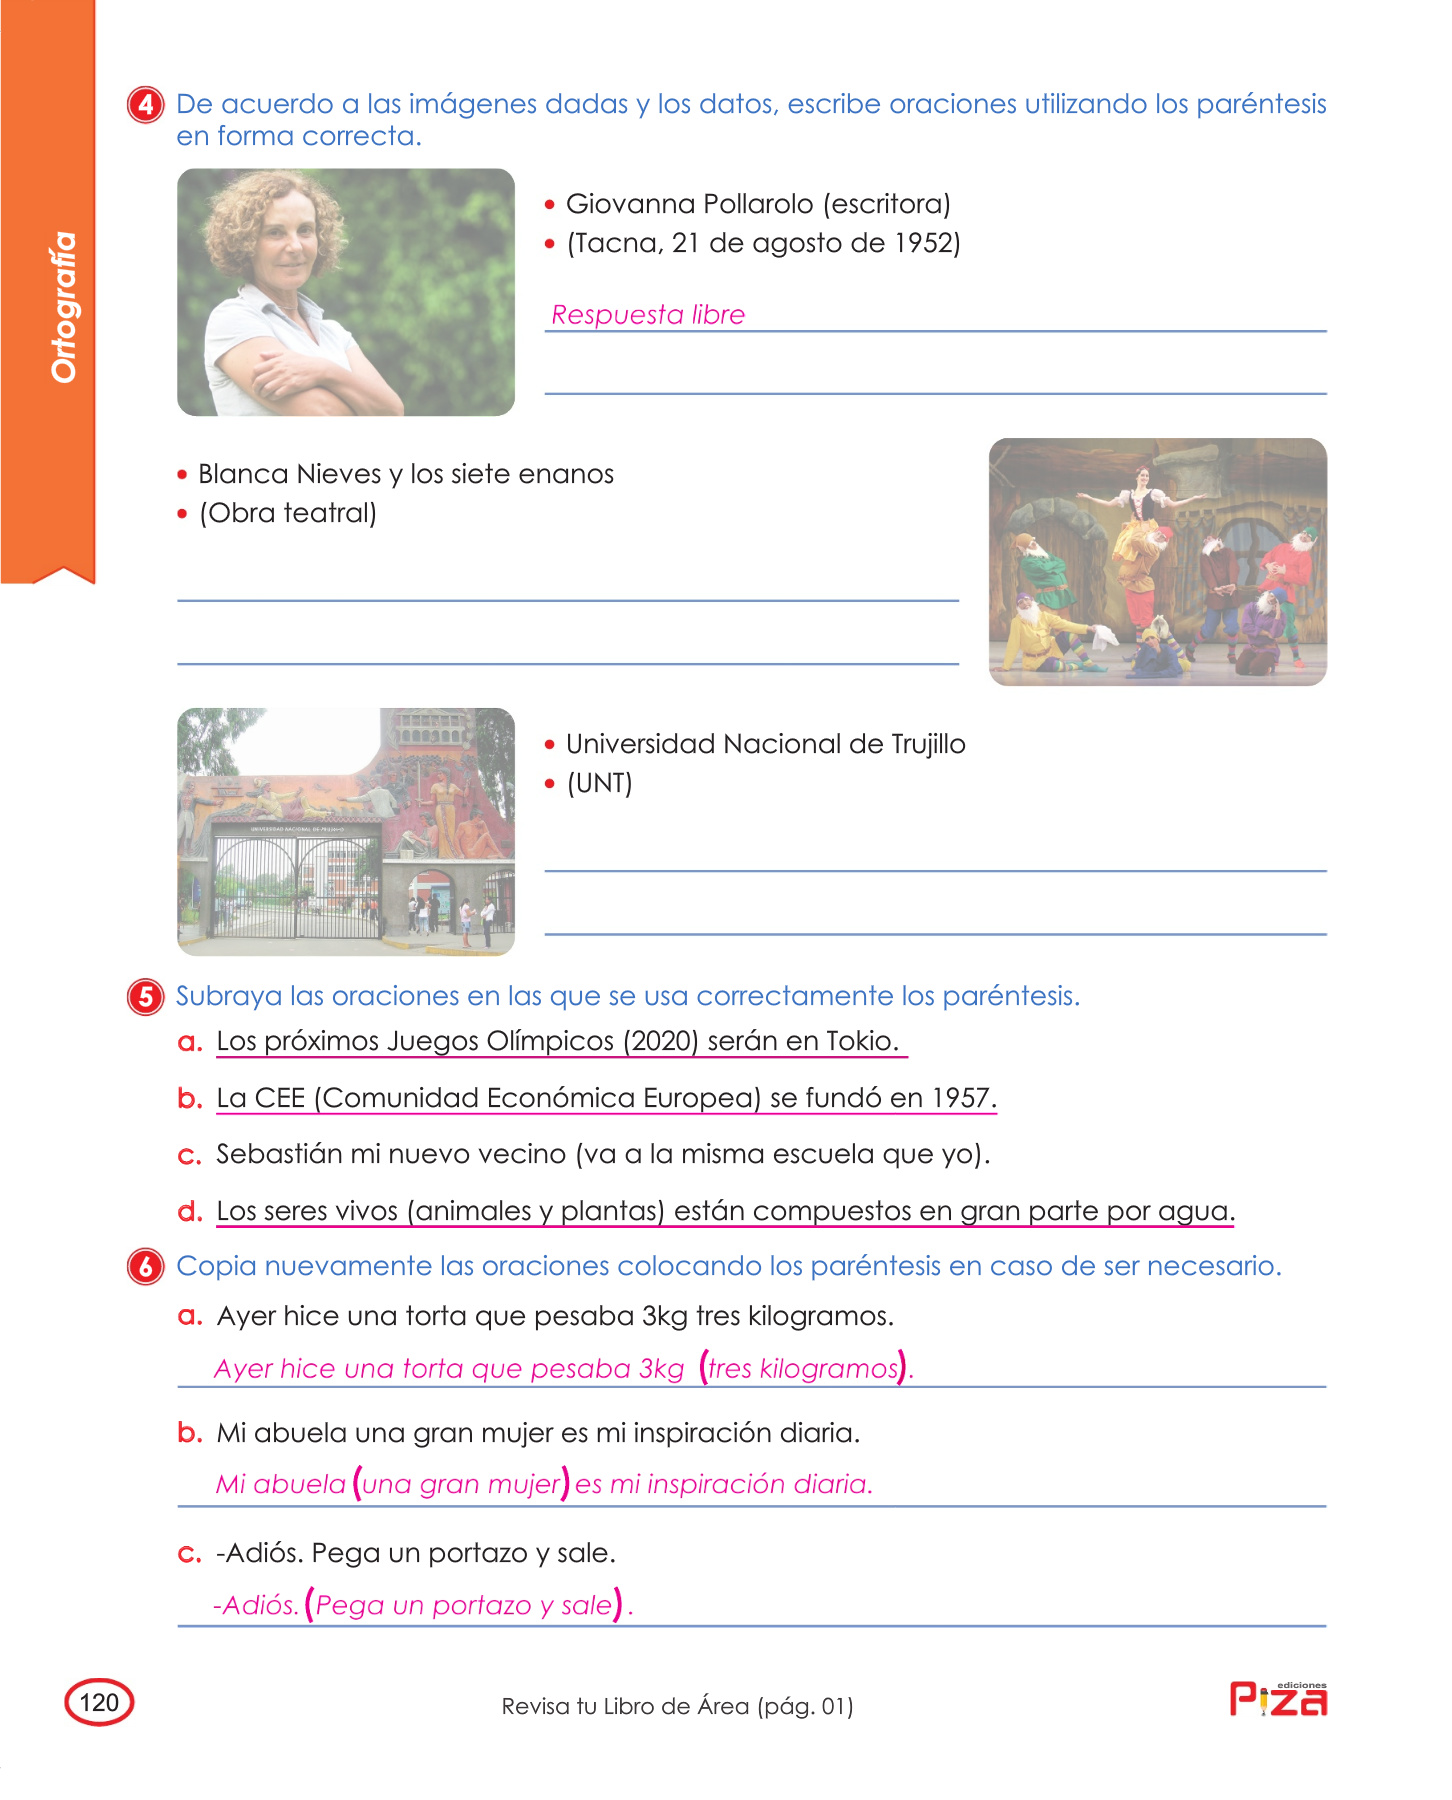 Ortografía
4 De acuerdo a las imágenes dadas y los datos, escribe oraciones utilizando los paréntesis
en forma correcta.
• Giovanna Pollarolo (escritora)
• (Tacna, 21 de agosto de 1952)
Respuesta libre
• Blanca Nieves y los siete enanos
• (Obra teatral)
• Universidad Nacional de Trujillo
• (UNT)
UNIVERSIDAD NACIONAL DE TRUJILLO
5 Subraya las oraciones en las que se usa correctamente los paréntesis.
a. Los próximos Juegos Olímpicos (2020) serán en Tokio.
b. La CEE (Comunidad Económica Europea) se fundó en 1957.
c. Sebastián mi nuevo vecino (va a la misma escuela que yo).
d. Los seres vivos (animales y plantas) están compuestos en gran parte por agua.
6 Copia nuevamente las oraciones colocando los paréntesis en caso de ser necesario.
a. Ayer hice una torta que pesaba 3kg tres kilogramos.
Ayer hice una torta que pesaba 3kg (tres kilogramos).
b. Mi abuela una gran mujer es mi inspiración diaria.
Mi abuela (una gran mujer) es mi inspiración diaria.
c. -Adiós. Pega un portazo y sale.
-Adiós. (Pega un portazo y sale).
120
Revisa tu Libro de Área (pág. 01)
ediciones
Piza